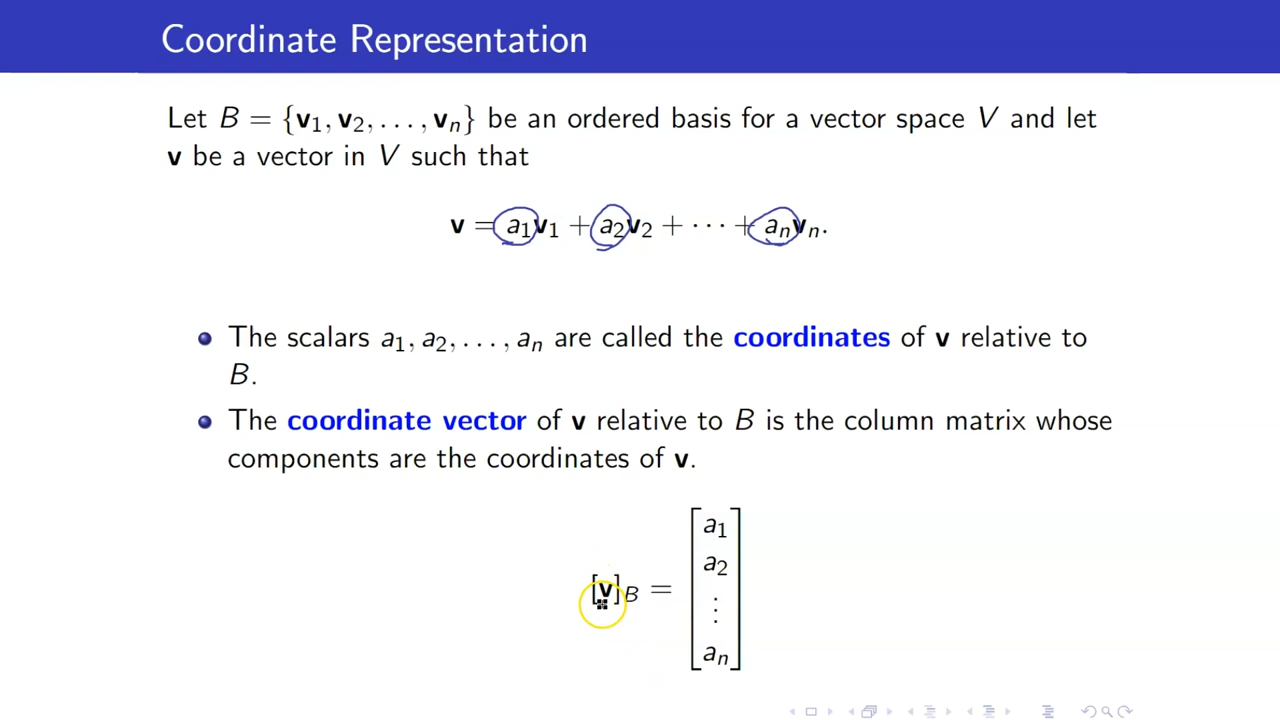 Coordinate Representation
Let B = {v₁, v₂, . . . , vₙ} be an ordered basis for a vector space V and let
v be a vector in V such that
v = a₁v₁ + a₂v₂ + · · · + aₙvₙ.
The scalars a₁, a₂, . . . , aₙ are called the coordinates of v relative to
B.
The coordinate vector of v relative to B is the column matrix whose
components are the coordinates of v.
[v]B = [a₁
a₂
⋮
aₙ]